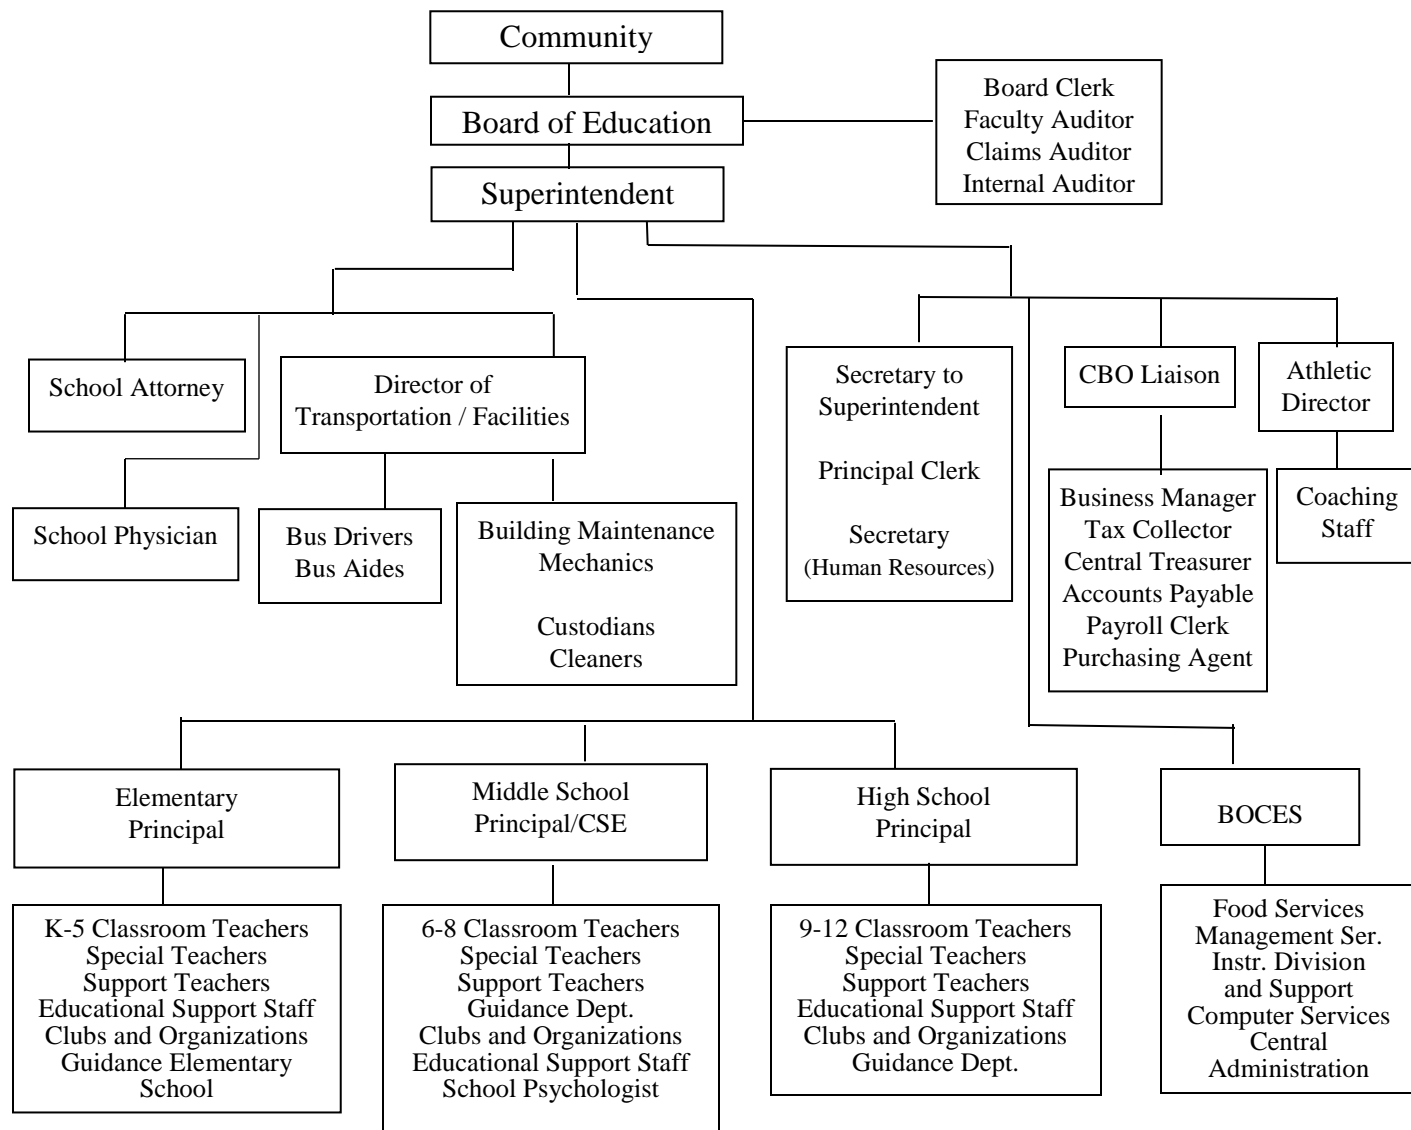 Community
Board of Education
Board Clerk
Faculty Auditor
Claims Auditor
Internal Auditor
Superintendent
School Attorney
Director of
Transportation / Facilities
Secretary to
Superintendent
Principal Clerk
Secretary
(Human Resources)
CBO Liaison
Athletic
Director
School Physician
Bus Drivers
Bus Aides
Building Maintenance
Mechanics
Custodians
Cleaners
Business Manager
Tax Collector
Central Treasurer
Accounts Payable
Payroll Clerk
Purchasing Agent
Coaching
Staff
Elementary
Principal
Middle School
Principal/CSE
High School
Principal
BOCES
K-5 Classroom Teachers
Special Teachers
Support Teachers
Educational Support Staff
Clubs and Organizations
Guidance Elementary
School
6-8 Classroom Teachers
Special Teachers
Support Teachers
Guidance Dept.
Clubs and Organizations
Educational Support Staff
School Psychologist
9-12 Classroom Teachers
Special Teachers
Support Teachers
Educational Support Staff
Clubs and Organizations
Guidance Dept.
Food Services
Management Ser.
Instr. Division
and Support
Computer Services
Central
Administration